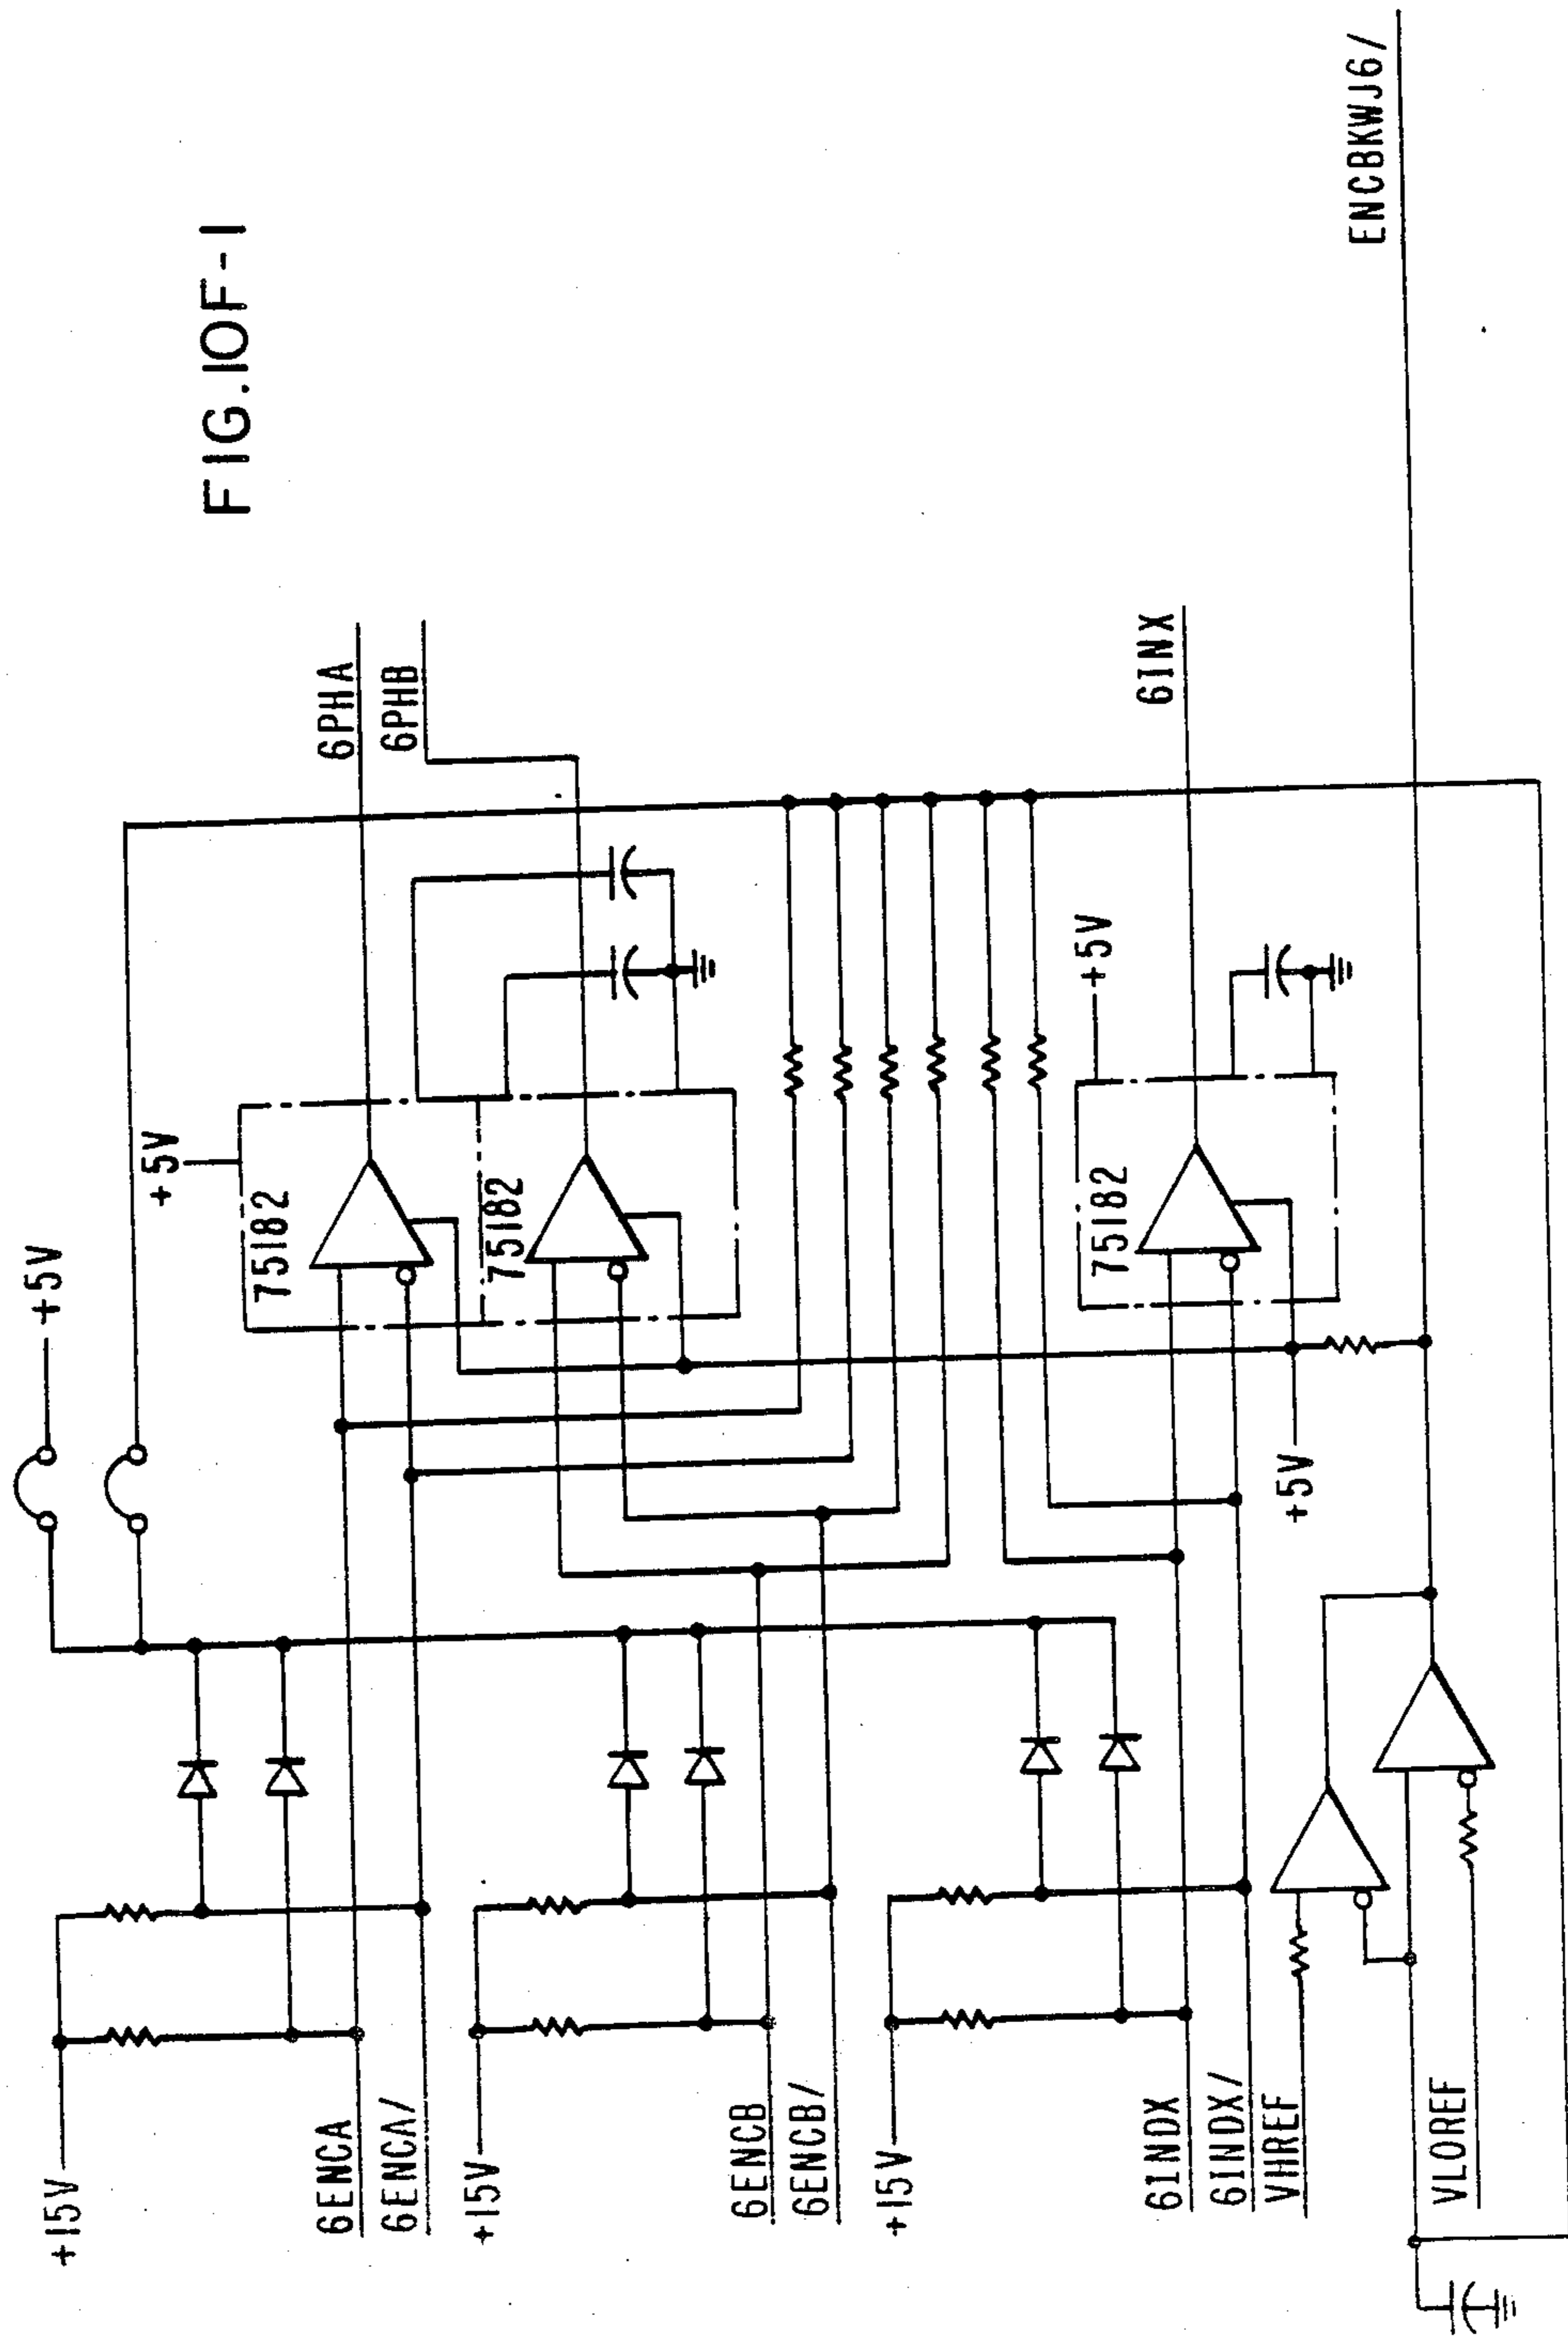 FIG.10F-1
+5V
+5V
75182
75182
6PHA
6PHB
+15V
6ENCA
6ENCA/
+15V
6ENCB
6ENCB/
+15V
6INDX
6INDX/
VHREF
VLOREF
75182
+5V
+5V
6INX
ENCBKWJ6/